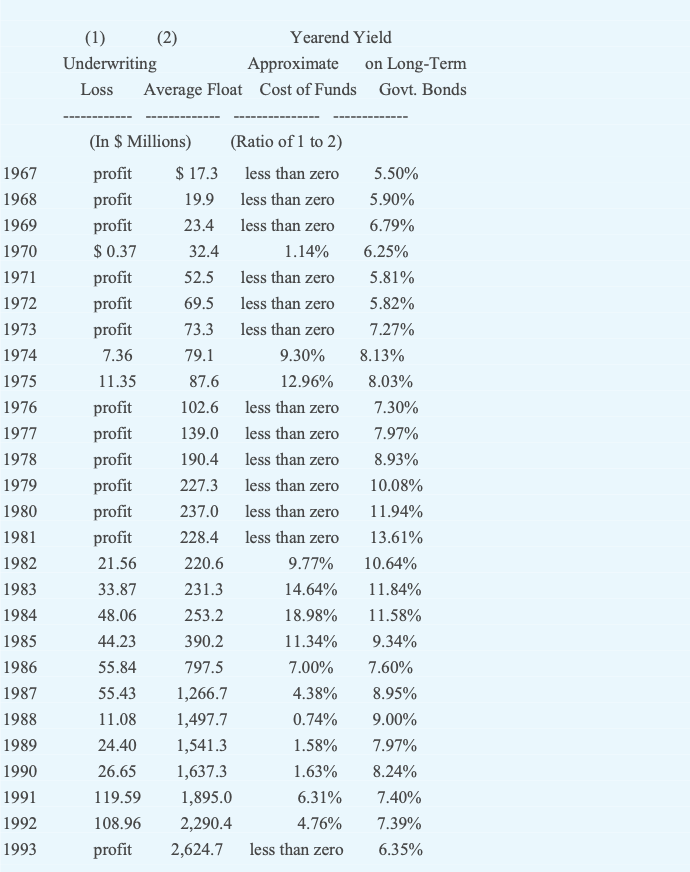 (1) (2) Yearend Yield
Underwriting Approximate on Long-Term
Loss Average Float Cost of Funds Govt. Bonds
------------ ------------- --------------- -------------
(In $ Millions) (Ratio of 1 to 2)
1967 profit $ 17.3 less than zero 5.50%
1968 profit 19.9 less than zero 5.90%
1969 profit 23.4 less than zero 6.79%
1970 $ 0.37 32.4 1.14% 6.25%
1971 profit 52.5 less than zero 5.81%
1972 profit 69.5 less than zero 5.82%
1973 profit 73.3 less than zero 7.27%
1974 7.36 79.1 9.30% 8.13%
1975 11.35 87.6 12.96% 8.03%
1976 profit 102.6 less than zero 7.30%
1977 profit 139.0 less than zero 7.97%
1978 profit 190.4 less than zero 8.93%
1979 profit 227.3 less than zero 10.08%
1980 profit 237.0 less than zero 11.94%
1981 profit 228.4 less than zero 13.61%
1982 21.56 220.6 9.77% 10.64%
1983 33.87 231.3 14.64% 11.84%
1984 48.06 253.2 18.98% 11.58%
1985 44.23 390.2 11.34% 9.34%
1986 55.84 797.5 7.00% 7.60%
1987 55.43 1,266.7 4.38% 8.95%
1988 11.08 1,497.7 0.74% 9.00%
1989 24.40 1,541.3 1.58% 7.97%
1990 26.65 1,637.3 1.63% 8.24%
1991 119.59 1,895.0 6.31% 7.40%
1992 108.96 2,290.4 4.76% 7.39%
1993 profit 2,624.7 less than zero 6.35%